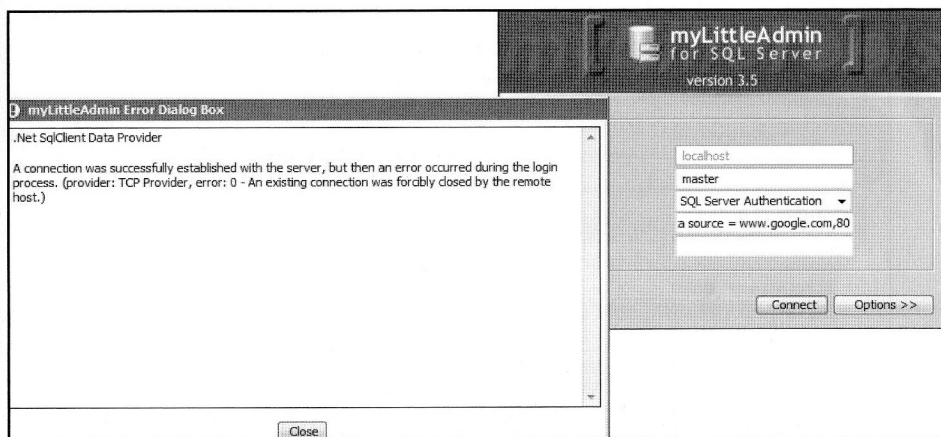 myLittleAdmin
for SQL Server
version 3.5
myLittleAdmin Error Dialog Box
.Net SqlClient Data Provider
A connection was successfully established with the server, but then an error occurred during the login
process. (provider: TCP Provider, error: 0 - An existing connection was forcibly closed by the remote
host.)
Close
localhost
master
SQL Server Authentication
a source = www.google.com,80
Connect
Options >>